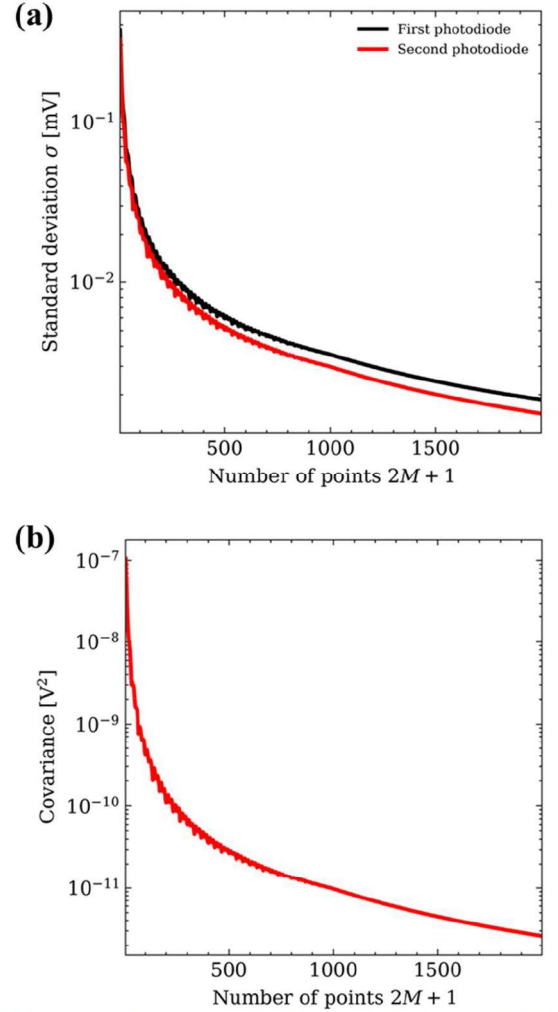 (a)
First photodiode
Second photodiode
10⁻¹
10⁻²
Standard deviation σ [mV]
500
1000
1500
Number of points 2M + 1
(b)
10⁻⁷
10⁻⁸
10⁻⁹
10⁻¹⁰
10⁻¹¹
Covariance [V²]
500
1000
1500
Number of points 2M + 1